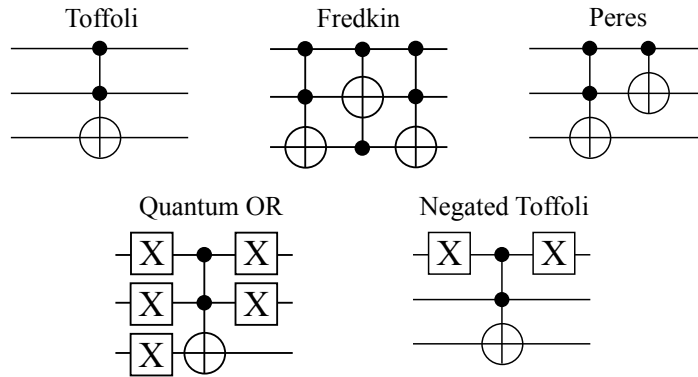 Toffoli
Fredkin
Peres
Quantum OR
Negated Toffoli
X X
X X
X
X X